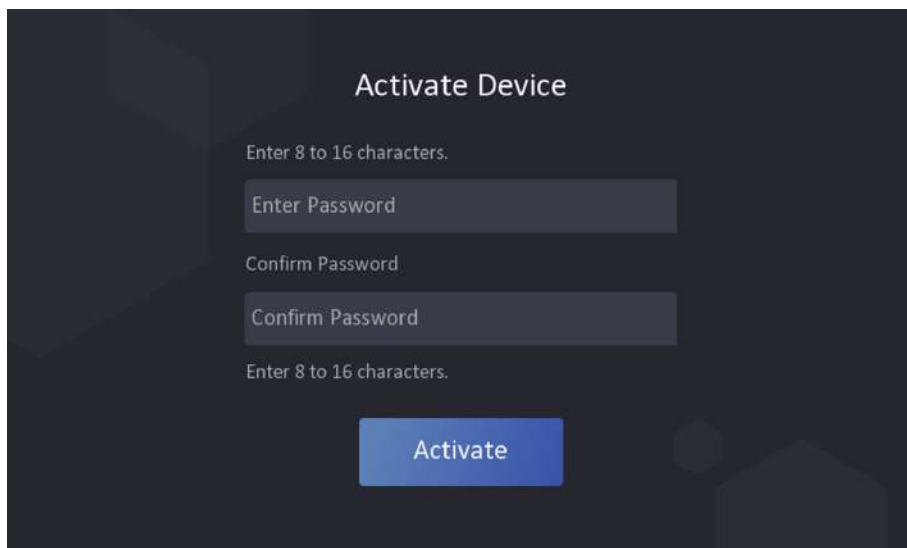 Activate Device
Enter 8 to 16 characters.
Enter Password
Confirm Password
Confirm Password
Enter 8 to 16 characters.
Activate